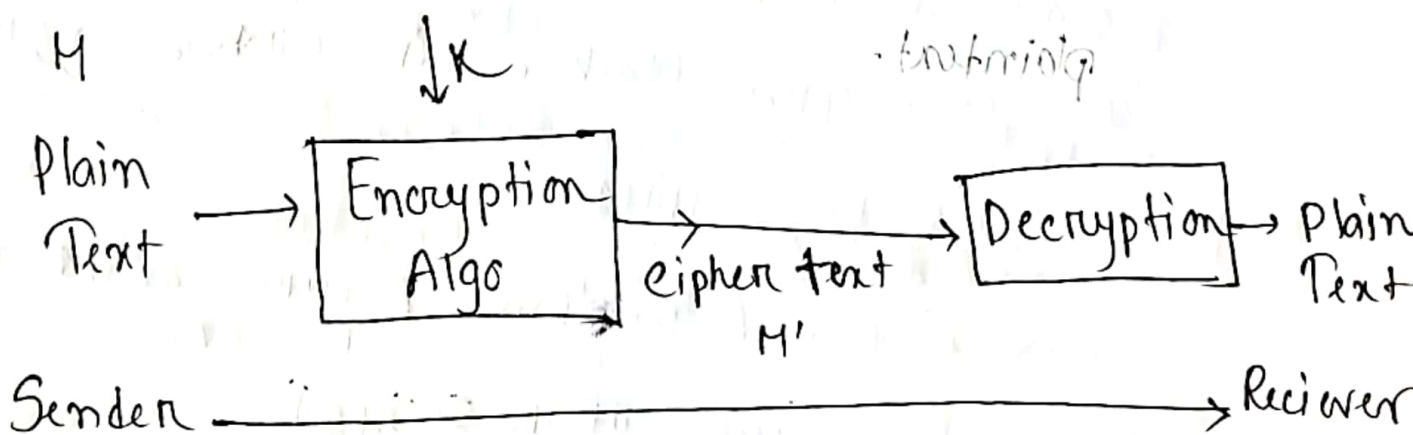 M
K
Plain
Text
Encryption
Algo
cipher text
M'
Decryption
Plain
Text
Sender
Reciever